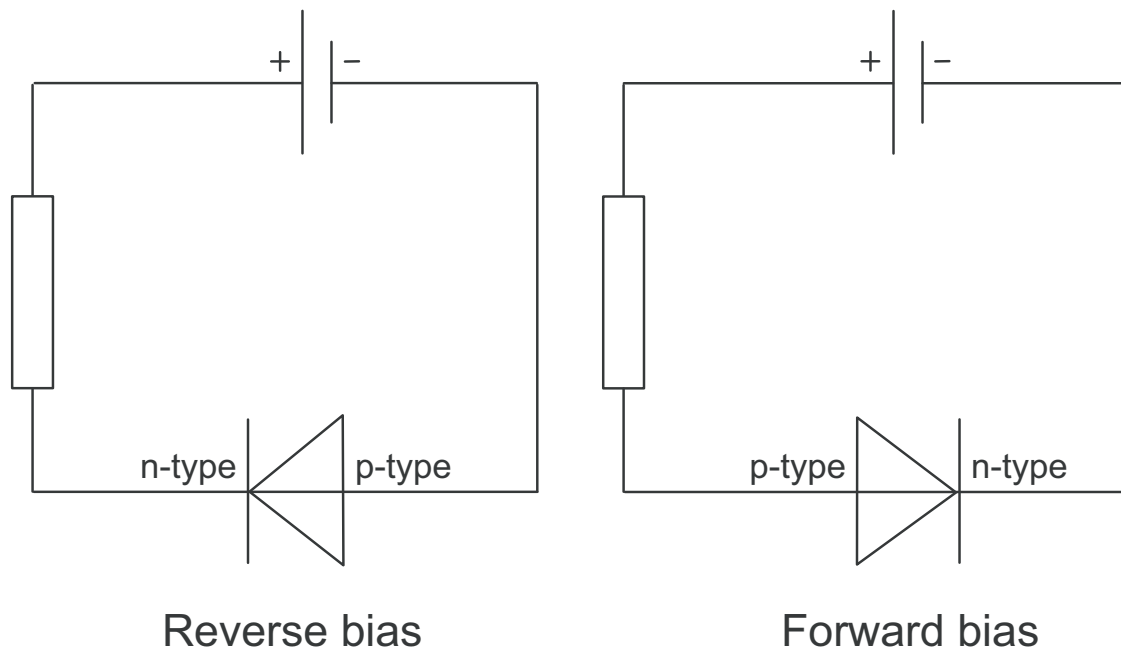 + −
+ −
n-type p-type
p-type n-type
Reverse bias
Forward bias